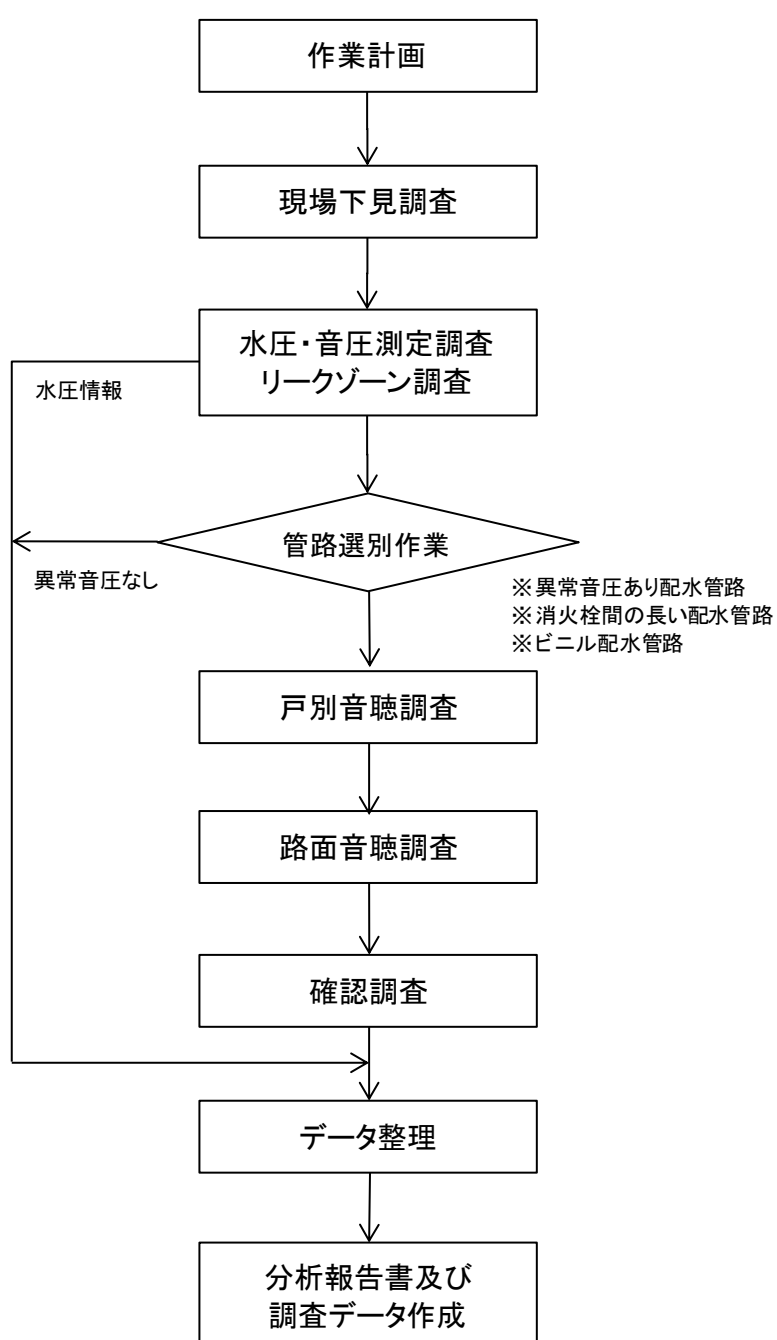 作業計画
現場下見調査
水圧・音圧測定調査
リークゾーン調査
水圧情報
管路選別作業
異常音圧なし
※異常音圧あり配水管路
※消火栓間の長い配水管路
※ビニル配水管路
戸別音聴調査
路面音聴調査
確認調査
データ整理
分析報告書及び
調査データ作成